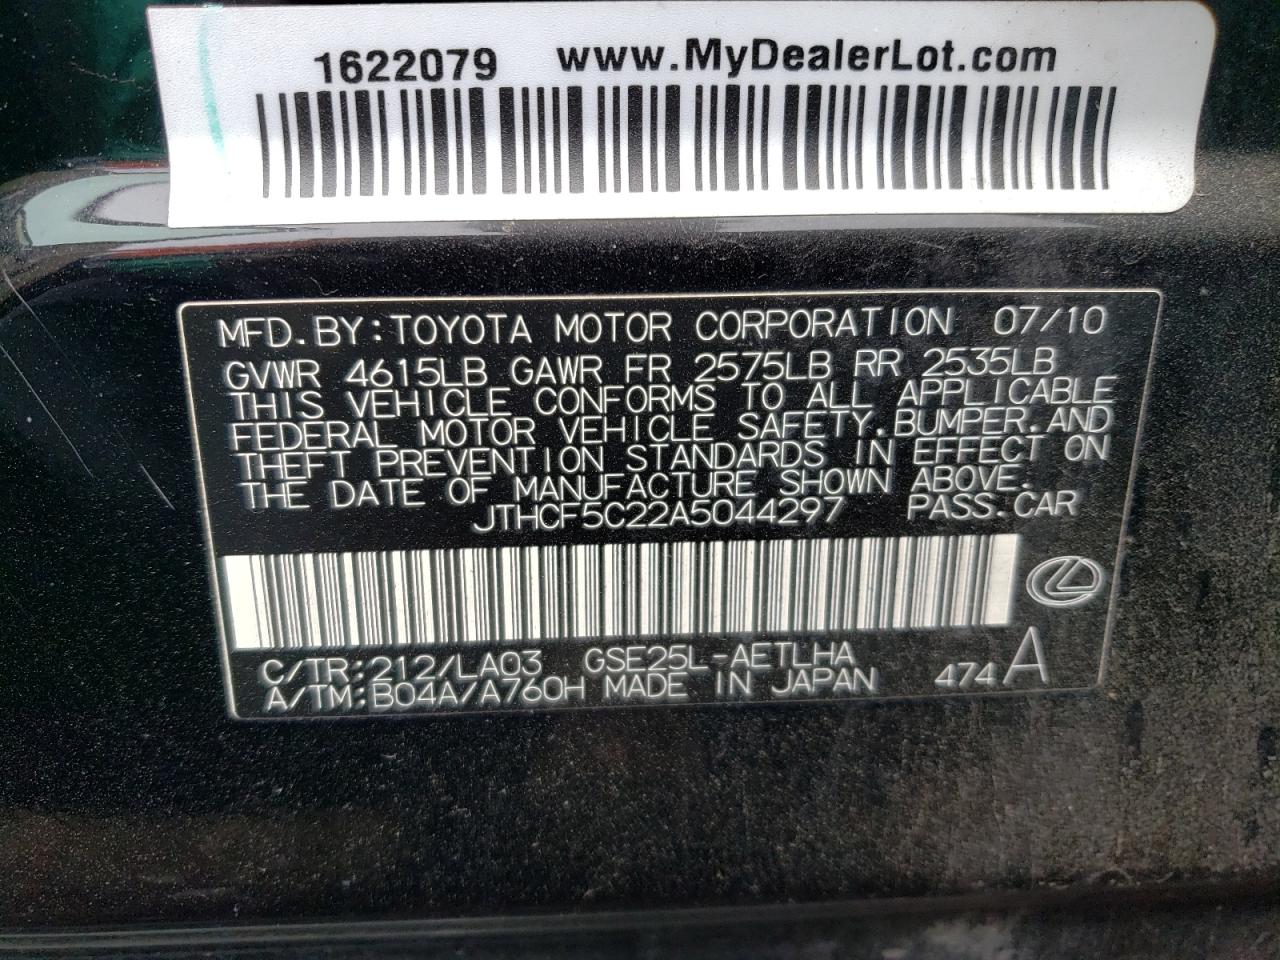 1622079 www.MyDealerLot.com
MFD. BY: TOYOTA MOTOR CORPORATION 07/10
GVWR 4615LB GAWR FR 2575LB RR 2535LB
THIS VEHICLE CONFORMS TO ALL APPLICABLE
FEDERAL MOTOR VEHICLE SAFETY, BUMPER, AND
THEFT PREVENTION STANDARDS IN EFFECT ON
THE DATE OF MANUFACTURE SHOWN ABOVE.
JTHCF5C22A5044297 PASS. CAR
C/TR: 212/LA03 GSE25L-AETLHA
A/TM: B04A/A760H MADE IN JAPAN 474 A